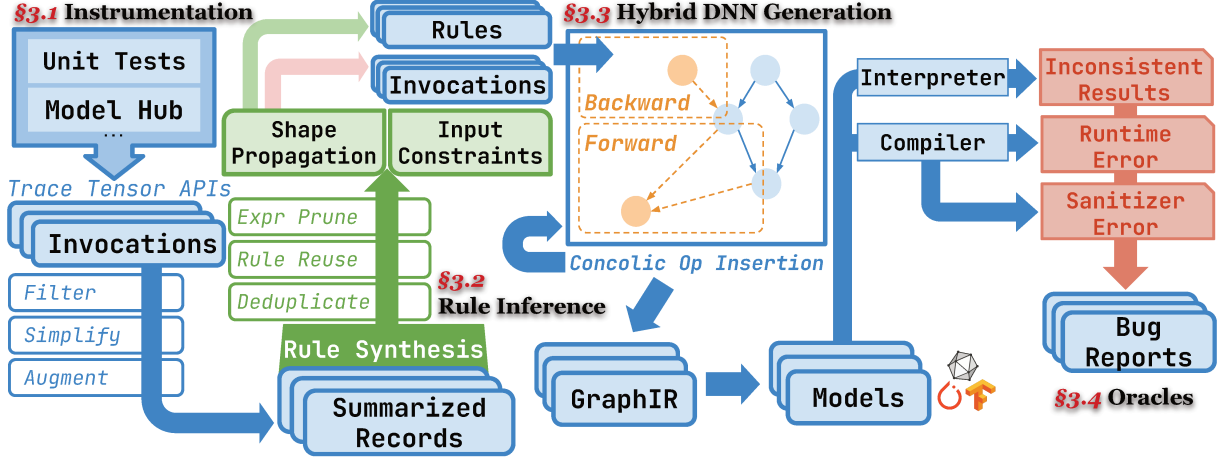 §3.1 Instrumentation
Unit Tests
Model Hub
...
Trace Tensor APIs
Invocations
Filter
Simplify
Augment
Rules
Invocations
Shape
Propagation
Input
Constraints
Expr Prune
Rule Reuse
Deduplicate
§3.2
Rule Inference
Rule Synthesis
Summarized
Records
§3.3 Hybrid DNN Generation
Backward
Forward
Concolic Op Insertion
GraphIR
Models
Interpreter
Compiler
Inconsistent
Results
Runtime
Error
Sanitizer
Error
Bug
Reports
§3.4 Oracles